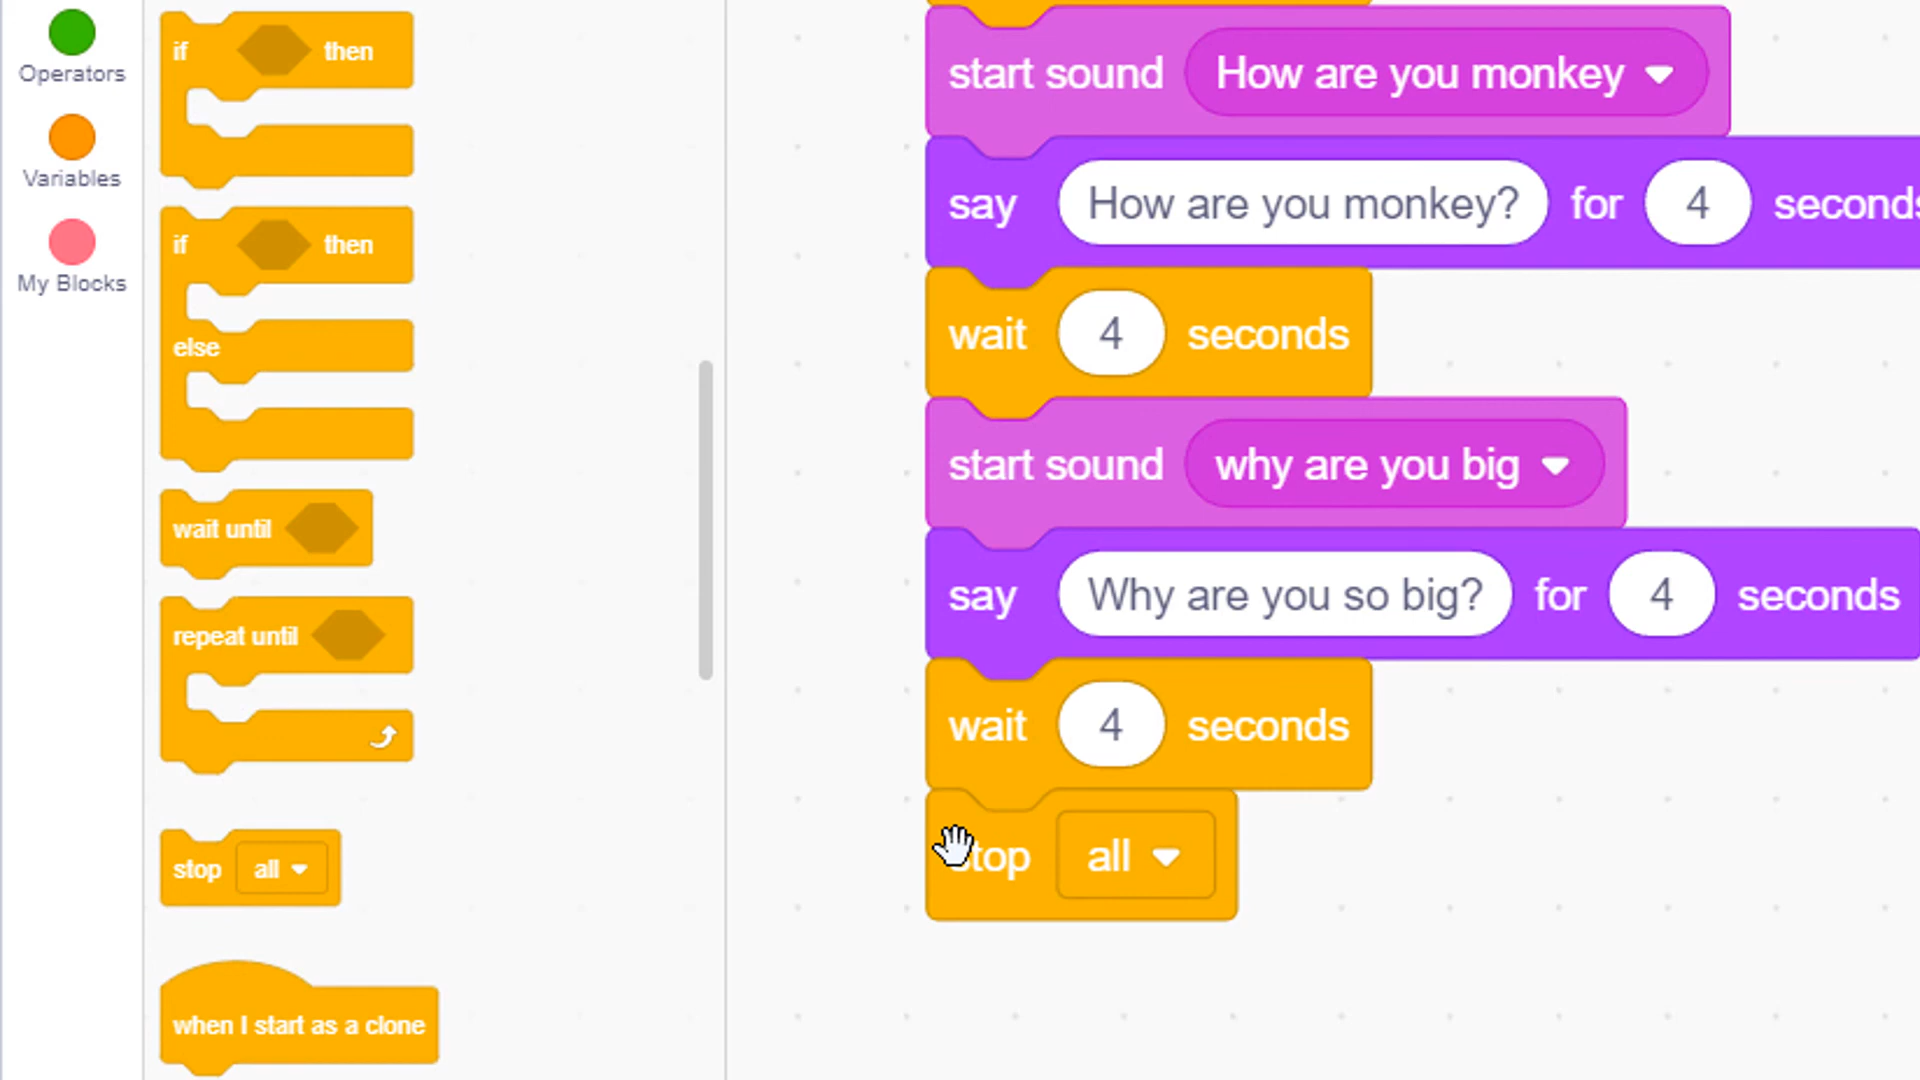 Operators
Variables
My Blocks
if then
if then
else
wait until
repeat until
stop all
when I start as a clone
start sound How are you monkey
say How are you monkey? for 4 seconds
wait 4 seconds
start sound why are you big
say Why are you so big? for 4 seconds
wait 4 seconds
stop all